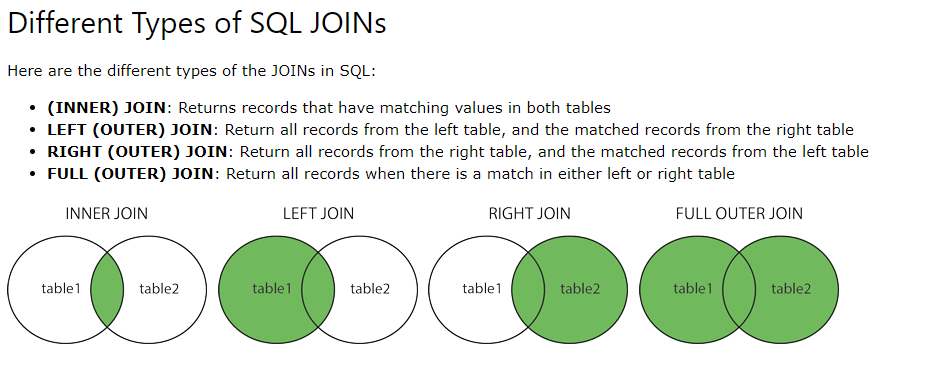 Different Types of SQL JOINs
Here are the different types of the JOINs in SQL:
(INNER) JOIN: Returns records that have matching values in both tables
LEFT (OUTER) JOIN: Return all records from the left table, and the matched records from the right table
RIGHT (OUTER) JOIN: Return all records from the right table, and the matched records from the left table
FULL (OUTER) JOIN: Return all records when there is a match in either left or right table
INNER JOIN LEFT JOIN RIGHT JOIN FULL OUTER JOIN
table1 table2 table1 table2 table1 table2 table1 table2